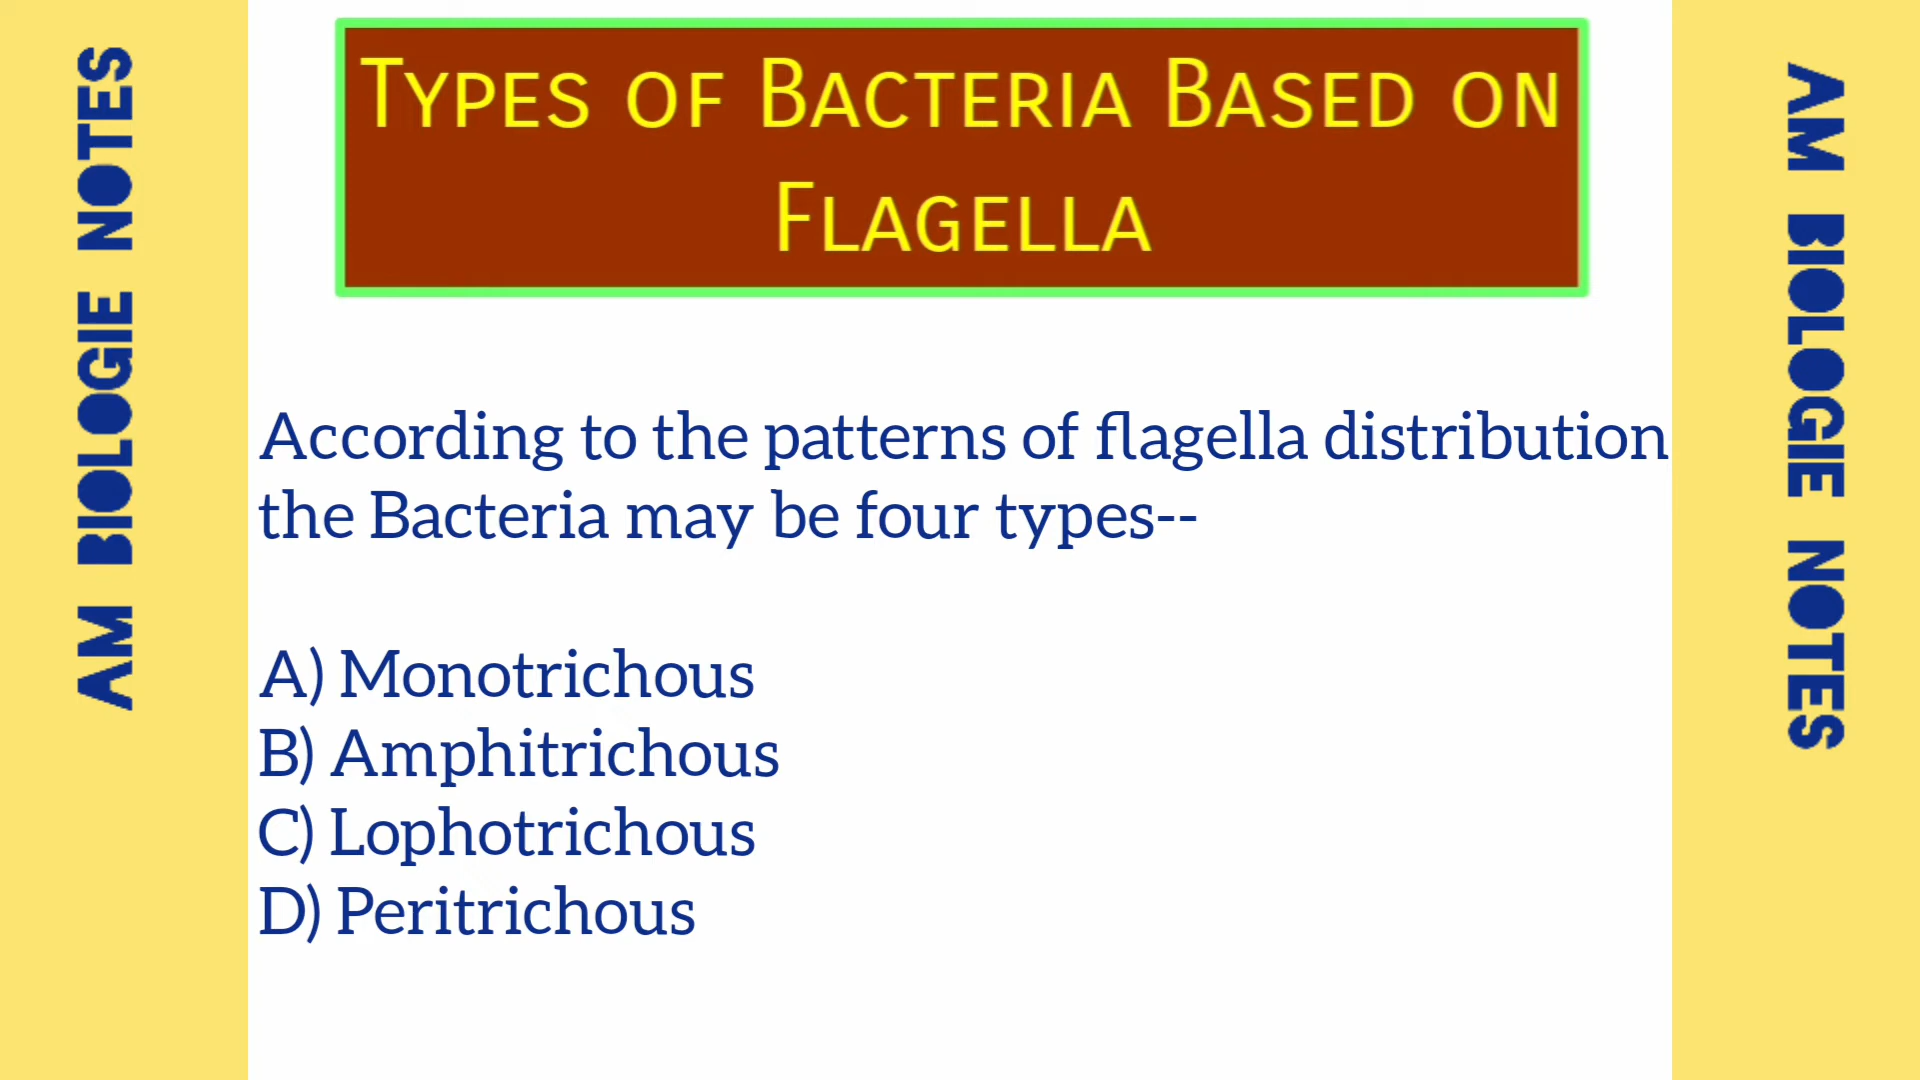 AM BIOLOGIE NOTES
TYPES OF BACTERIA BASED ON
FLAGELLA
According to the patterns of flagella distribution
the Bacteria may be four types--
A) Monotrichous
B) Amphitrichous
C) Lophotrichous
D) Peritrichous
AM BIOLOGIE NOTES